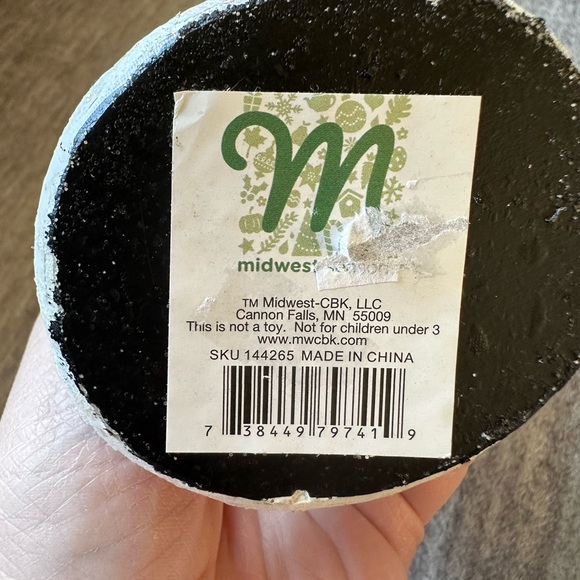 m
midwest season
TM Midwest-CBK, LLC
Cannon Falls, MN 55009
This is not a toy. Not for children under 3
www.mwcbk.com
SKU 144265 MADE IN CHINA
7 38449 79741 9